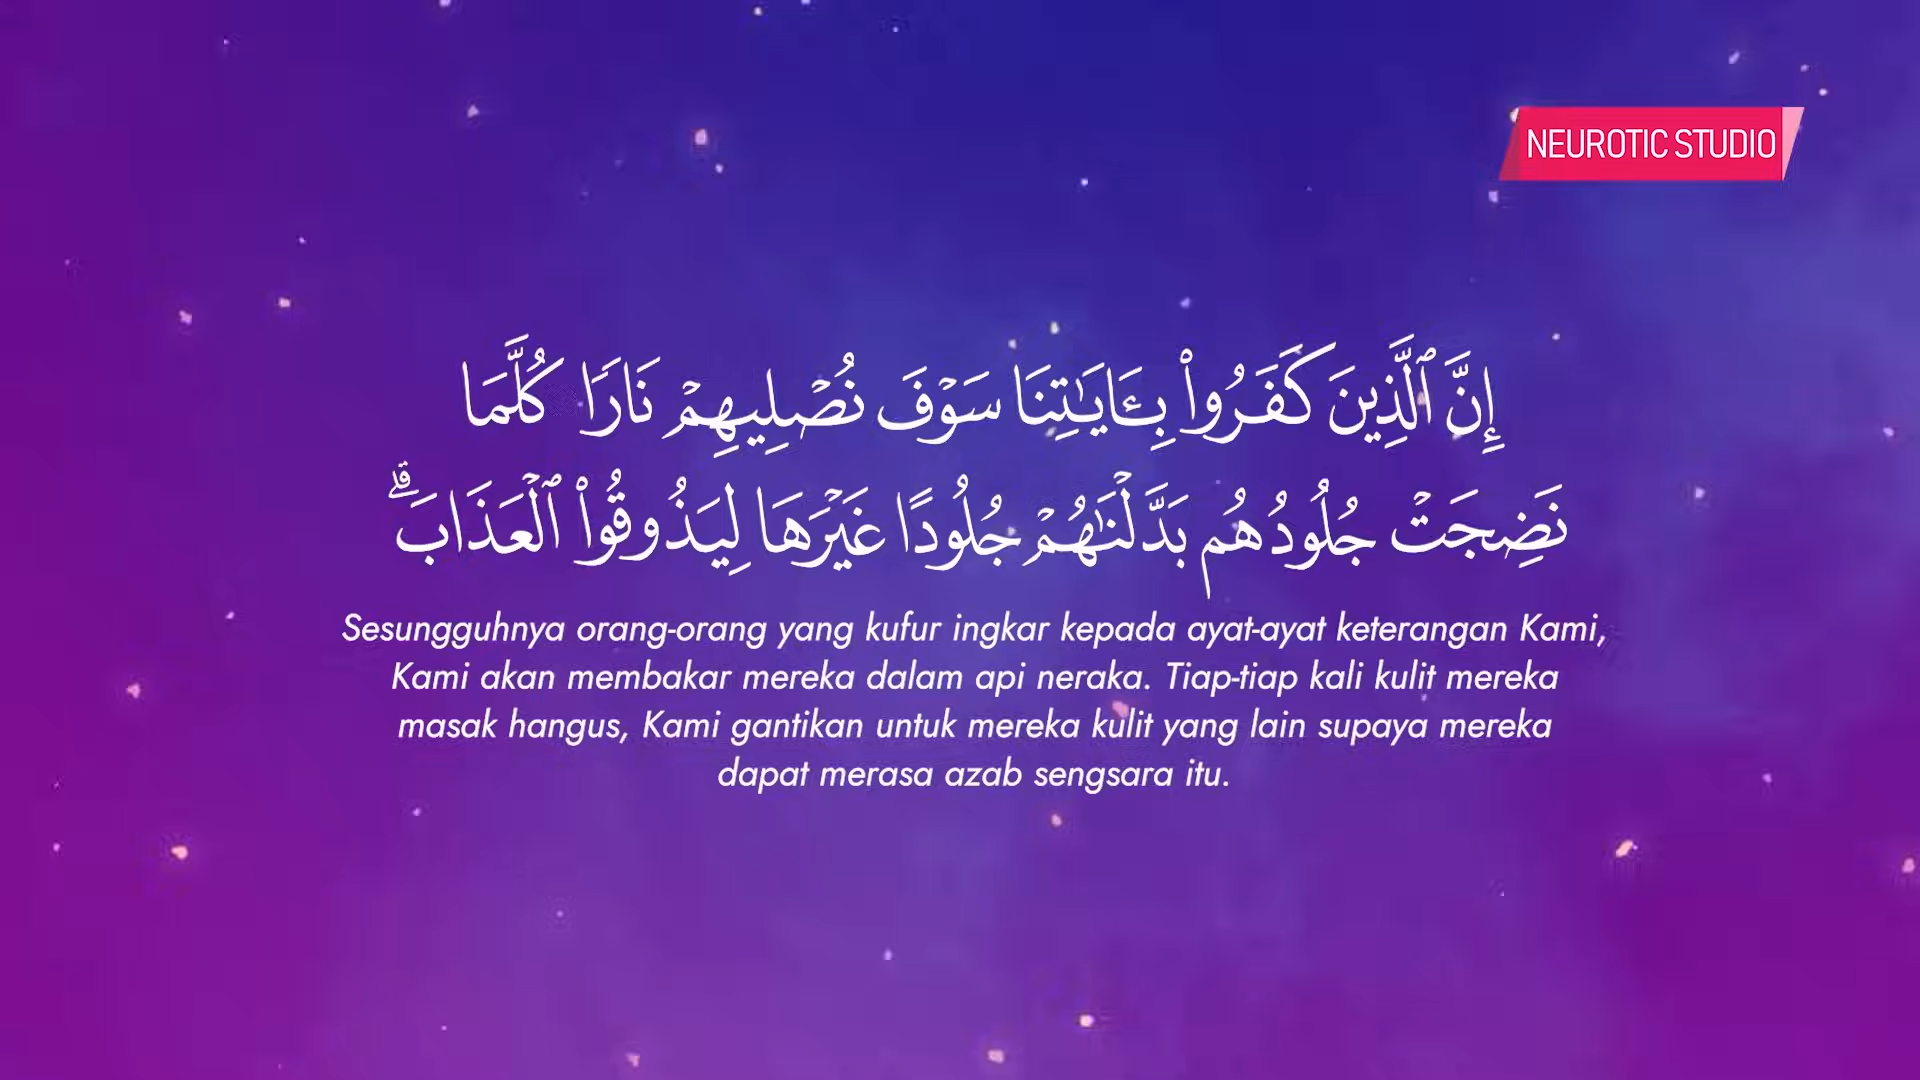 NEUROTIC STUDIO
إِنَّ ٱلَّذِينَ كَفَرُوا۟ بِـَٔايَـٰتِنَا سَوْفَ نُصْلِيهِمْ نَارًا كُلَّمَا
نَضِجَتْ جُلُودُهُم بَدَّلْنَـٰهُمْ جُلُودًا غَيْرَهَا لِيَذُوقُوا۟ ٱلْعَذَابَ ۗ
Sesungguhnya orang-orang yang kufur ingkar kepada ayat-ayat keterangan Kami,
Kami akan membakar mereka dalam api neraka. Tiap-tiap kali kulit mereka
masak hangus, Kami gantikan untuk mereka kulit yang lain supaya mereka
dapat merasa azab sengsara itu.